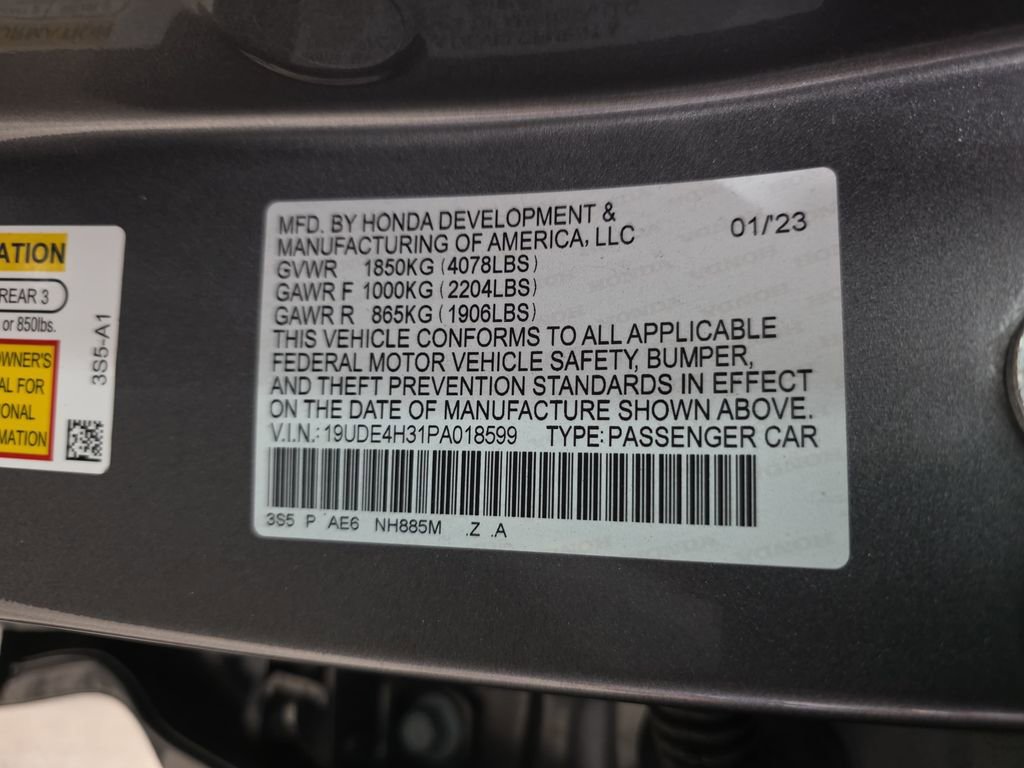 ATION
REAR 3
or 850lbs.
OWNER'S
AL FOR
IONAL
MATION
3S5-A1
MFD. BY HONDA DEVELOPMENT &
MANUFACTURING OF AMERICA, LLC 01/'23
GVWR 1850KG (4078LBS)
GAWR F 1000KG (2204LBS)
GAWR R 865KG (1906LBS)
THIS VEHICLE CONFORMS TO ALL APPLICABLE
FEDERAL MOTOR VEHICLE SAFETY, BUMPER,
AND THEFT PREVENTION STANDARDS IN EFFECT
ON THE DATE OF MANUFACTURE SHOWN ABOVE.
V.I.N.: 19UDE4H31PA018599 TYPE: PASSENGER CAR
3S5 P AE6 NH885M .Z .A